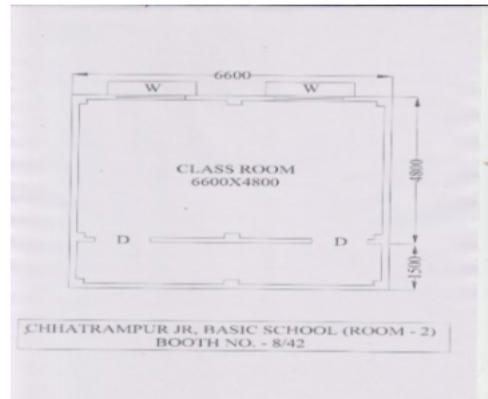 6600
W W
CLASS ROOM
6600X4800
4800
D D
1500
CHHATRAMPUR JR, BASIC SCHOOL (ROOM - 2)
BOOTH NO. - 8/42